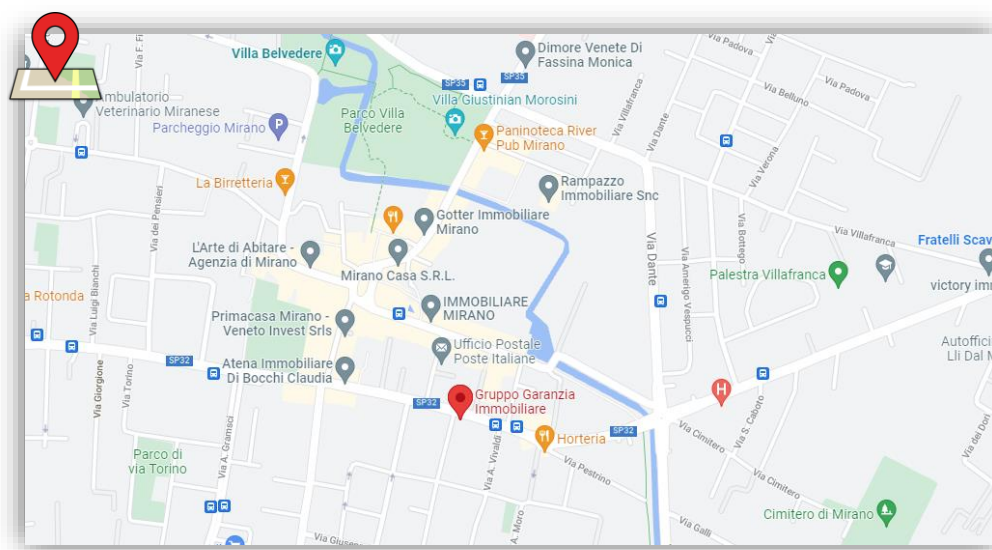 Villa Belvedere
Dimore Venete Di
Fassina Monica
Via Padova
Via Padova
SP35
SP35
Via Belluno
Ambulatorio
Veterinario Miranese
Villa Giustinian Morosini
Parco Villa
Belvedere
Parcheggio Mirano
P
Paninoteca River
Pub Mirano
Via Villafranca
Via Dante
Via Verona
La Birretteria
Rampazzo
Immobiliare Snc
Via dei Pensieri
Gotter Immobiliare
Mirano
Via Bottego
Via Villafranca
L'Arte di Abitare -
Agenzia di Mirano
Via Dante
Fratelli Scav
Mirano Casa S.R.L.
Palestra Villafranca
Via Luigi Bianchi
Via Amerigo Vespucci
victory imm
a Rotonda
IMMOBILIARE
MIRANO
Primacasa Mirano -
Veneto Invest Srls
Ufficio Postale
Poste Italiane
Autoffici
Lli Dal M
SP32
Atena Immobiliare
Di Bocchi Claudia
Via Giorgione
Via Torino
Gruppo Garanzia
Immobiliare
H
SP32
Via S. Caboto
Via A. Gramsci
Horteria
SP32
Via Cimitero
Via dei Dori
Parco di
via Torino
Via A. Vivaldi
Via Pestrino
Via Cimitero
Cimitero di Mirano
Via Galli
A. Moro